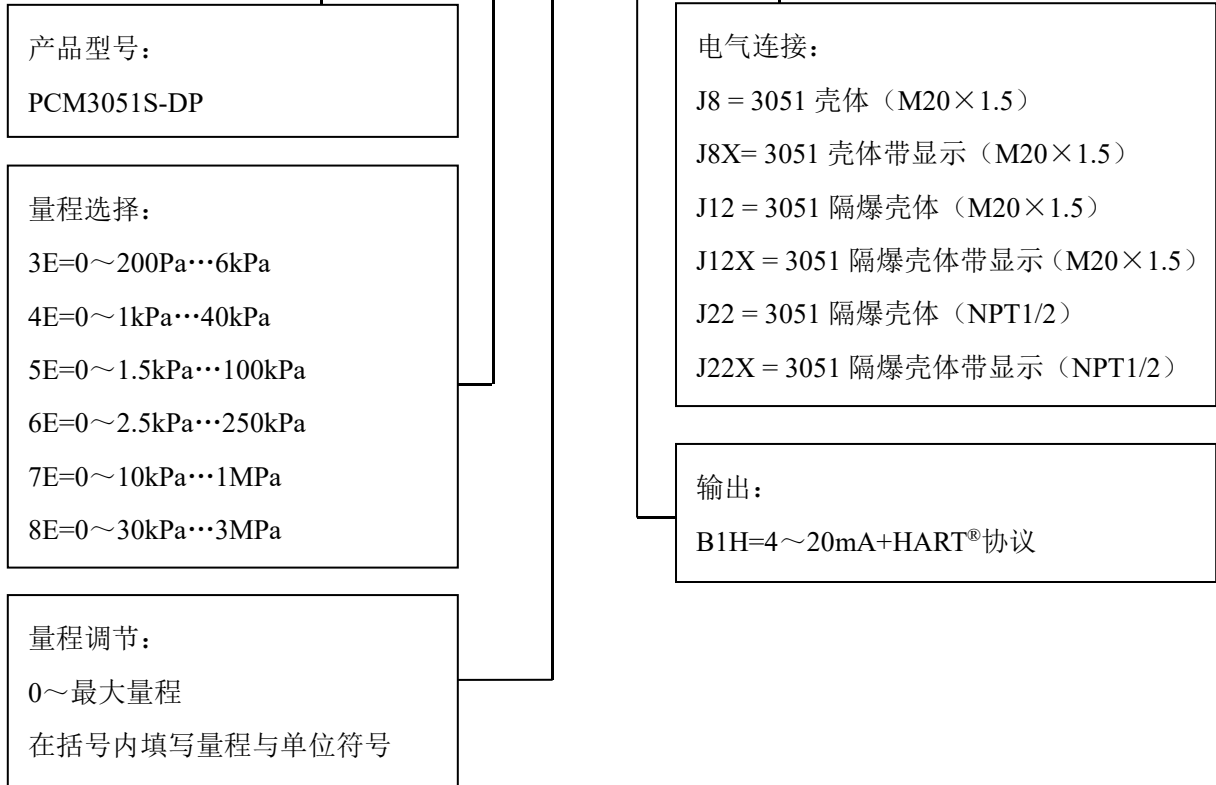 产品型号：
PCM3051S-DP
量程选择：
3E=0～200Pa···6kPa
4E=0～1kPa···40kPa
5E=0～1.5kPa···100kPa
6E=0～2.5kPa···250kPa
7E=0～10kPa···1MPa
8E=0～30kPa···3MPa
量程调节：
0～最大量程
在括号内填写量程与单位符号
电气连接：
J8 = 3051 壳体（M20×1.5）
J8X= 3051 壳体带显示（M20×1.5）
J12 = 3051 隔爆壳体（M20×1.5）
J12X = 3051 隔爆壳体带显示（M20×1.5）
J22 = 3051 隔爆壳体（NPT1/2）
J22X = 3051 隔爆壳体带显示（NPT1/2）
输出：
B1H=4～20mA+HART®协议